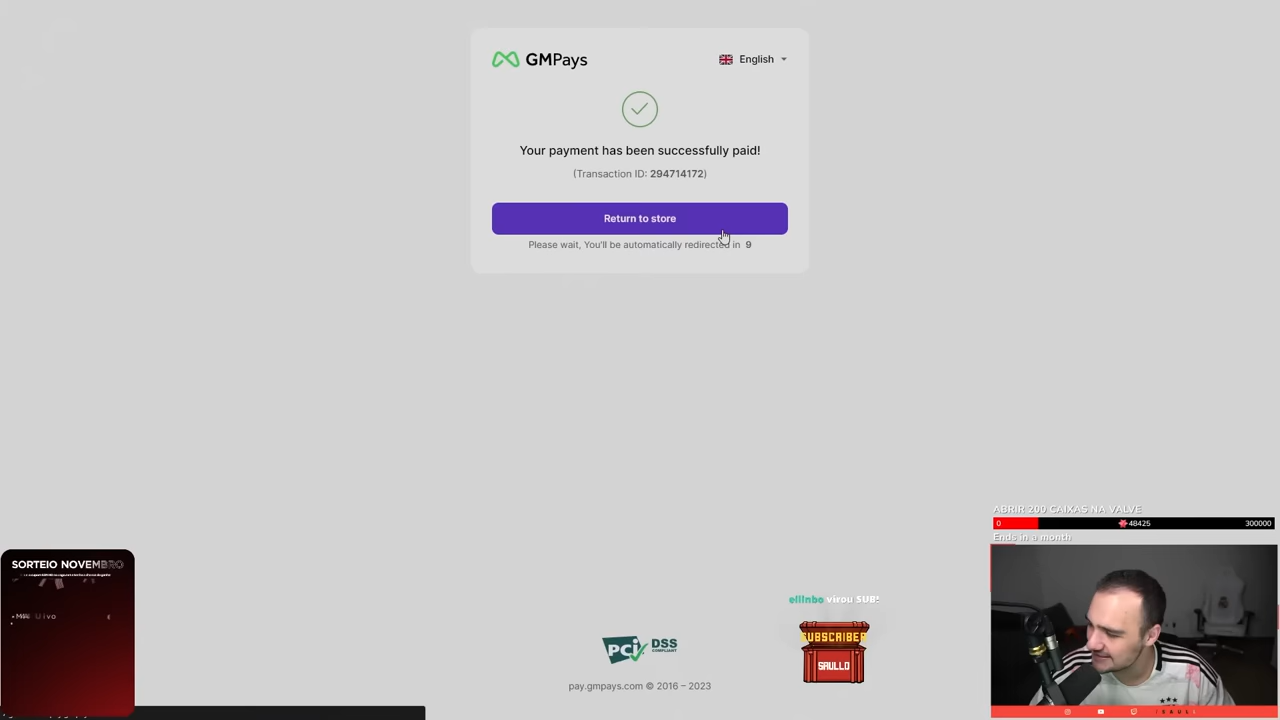 GMPays
English
Your payment has been successfully paid!
(Transaction ID: 294714172)
Return to store
Please wait, You'll be automatically redirected in 9
ABRIR 200 CAIXAS NA VALVE
0 48425 300000
Ends in a month
SORTEIO NOVEMBRO
ellinbo virou SUB!
SUBSCRIBER
SAULLO
PCI DSS
COMPLIANT
pay.gmpays.com © 2016 – 2023